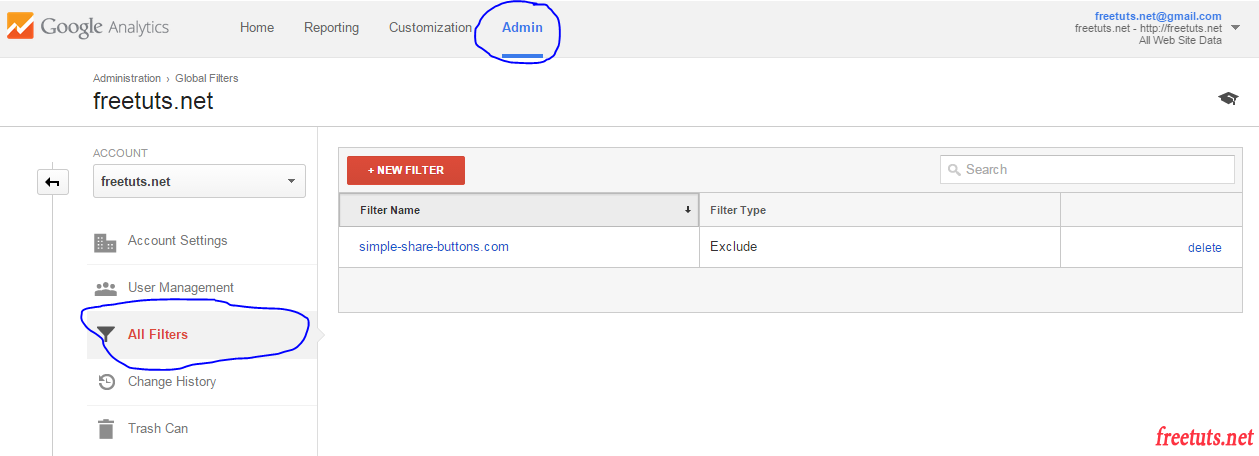 Google Analytics
Home Reporting Customization Admin
freetuts.net@gmail.com
freetuts.net - http://freetuts.net
All Web Site Data
Administration › Global Filters
freetuts.net
ACCOUNT
freetuts.net
Account Settings
User Management
All Filters
Change History
Trash Can
+ NEW FILTER
Search
Filter Name Filter Type
simple-share-buttons.com Exclude delete
freetuts.net